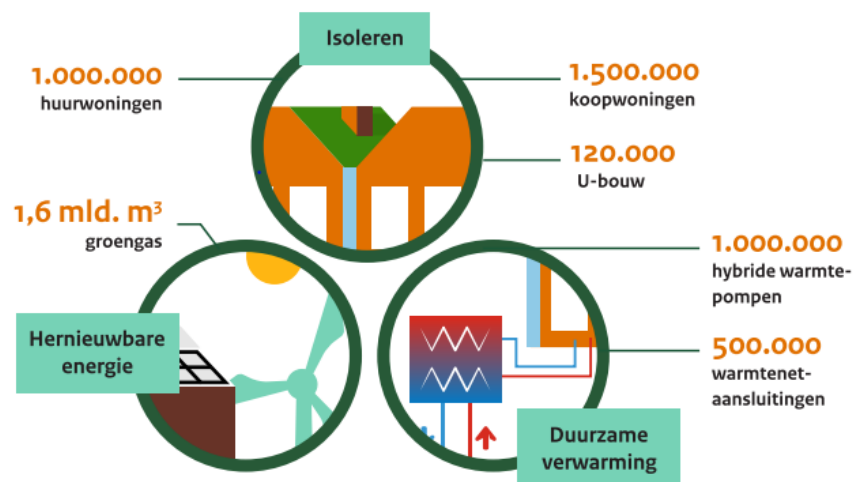 Isoleren
1.000.000
huurwoningen
1.500.000
koopwoningen
120.000
U-bouw
1,6 mld. m³
groengas
1.000.000
hybride warmte-
pompen
Hernieuwbare
energie
500.000
warmtenet-
aansluitingen
Duurzame
verwarming